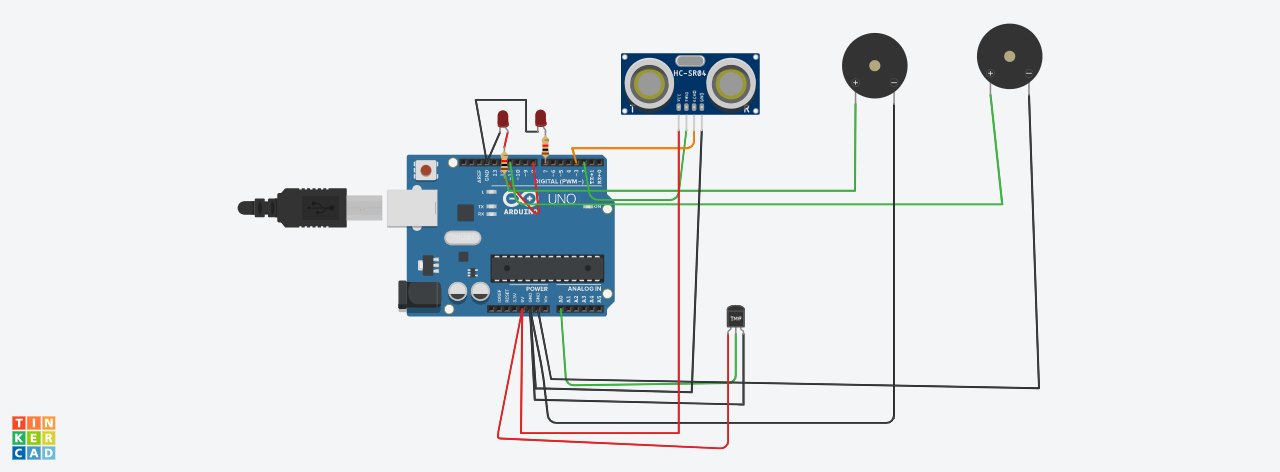 HC-SR04
VCC
TRIG
ECHO
GND
T
R
+
-
+
-
AREF
GND
13
12
~10
~9
7
~6
~5
4
~3
2
TX→1
RX←0
DIGITAL (PWM~)
L
TX
RX
UNO
ARDUINO
ON
POWER
ANALOG IN
IOREF
RESET
3.3V
5V
GND
GND
Vin
A0
A1
A2
A3
A4
A5
TMP
TIN
KER
CAD